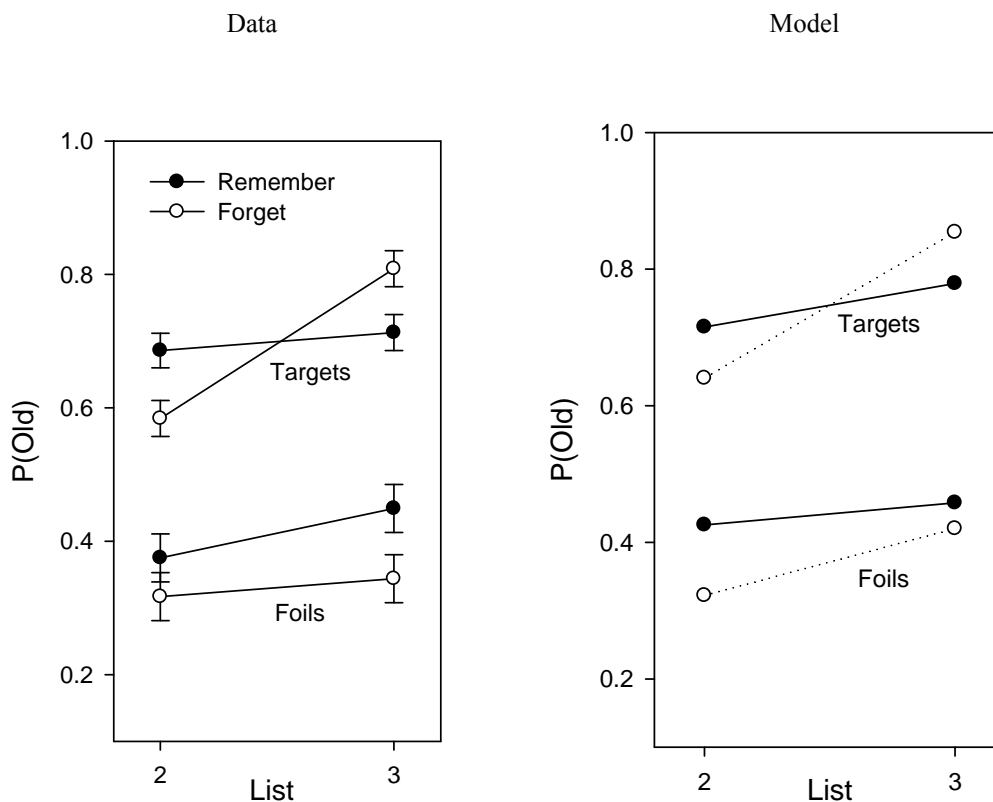 Data
Model
1.0
Remember
Forget
0.8
Targets
0.6
P(Old)
0.4
Foils
0.2
2 3
List
1.0
0.8
Targets
0.6
P(Old)
0.4
Foils
0.2
2 3
List